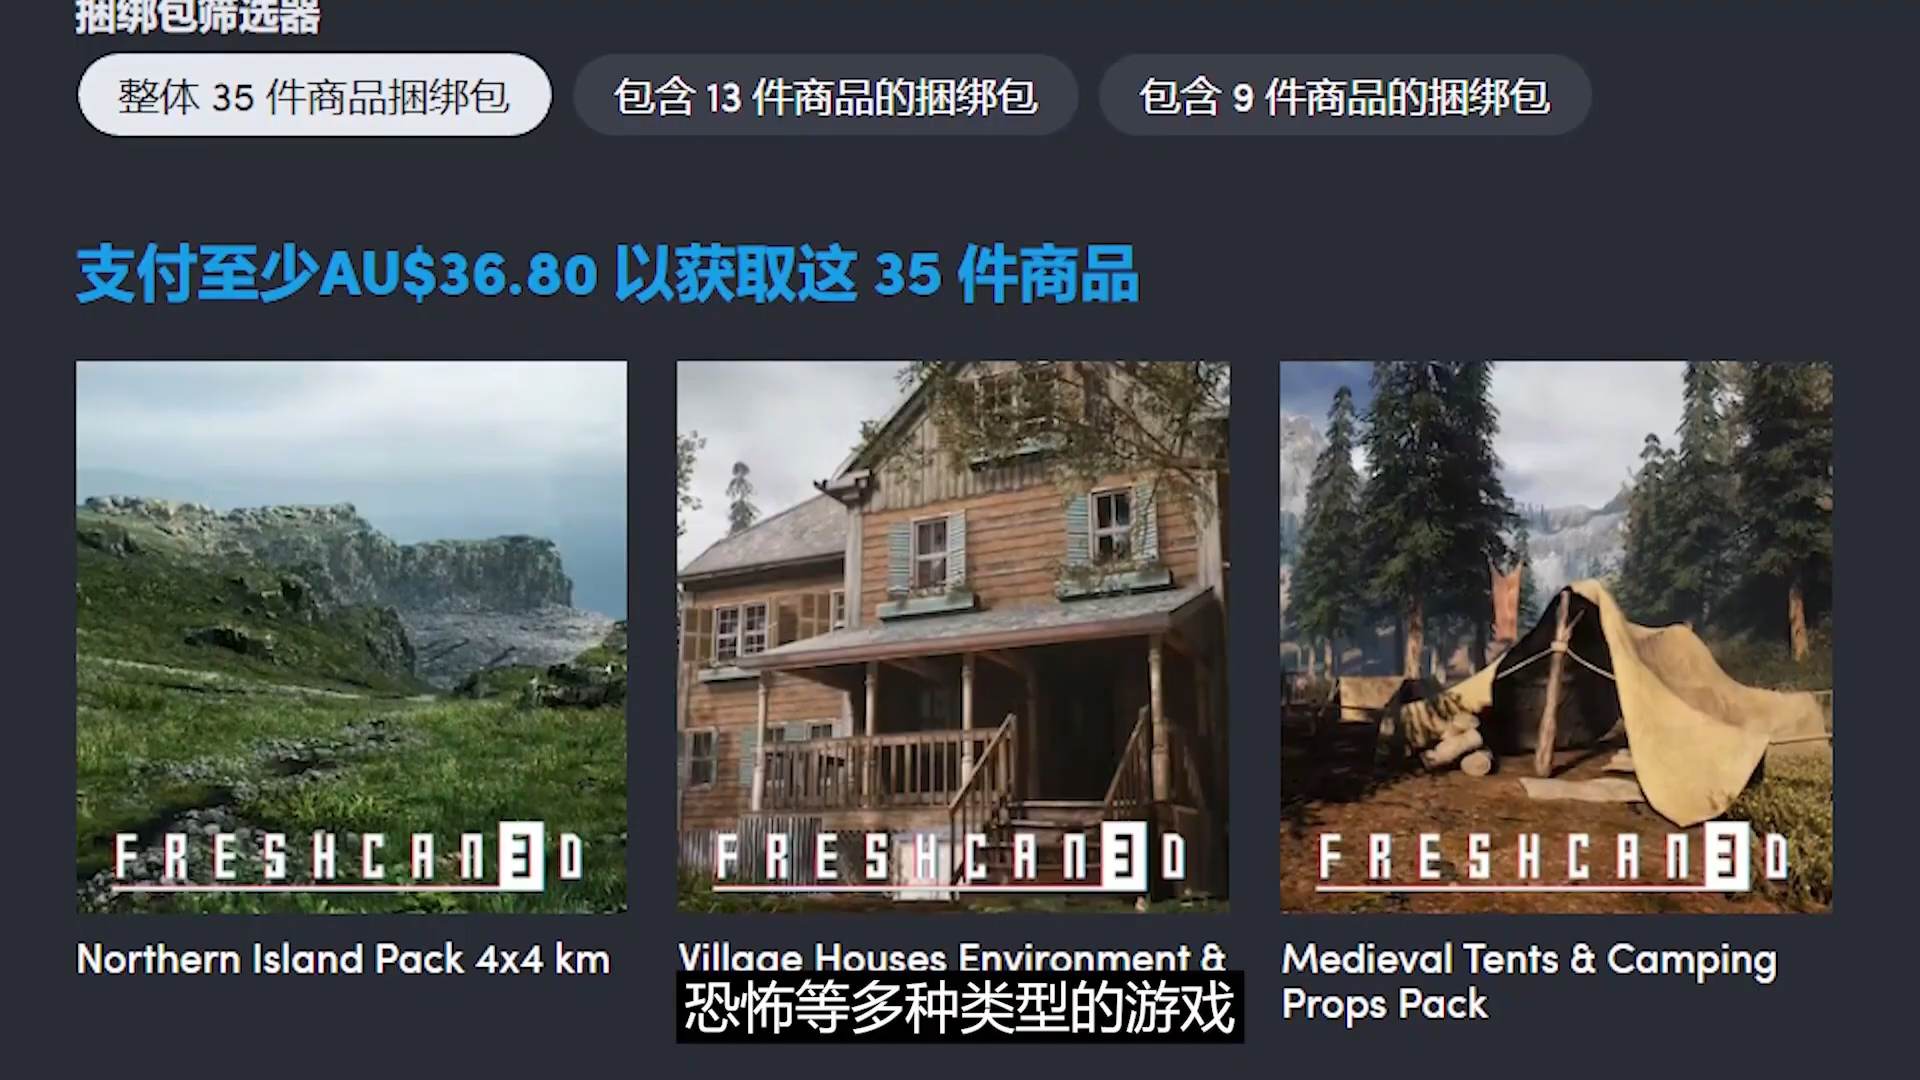 捆绑包筛选器
整体 35 件商品捆绑包
包含 13 件商品的捆绑包
包含 9 件商品的捆绑包
支付至少AU$36.80 以获取这 35 件商品
FRESHCAN3D
FRESHCAN3D
FRESHCAN3D
Northern Island Pack 4x4 km
Village Houses Environment &
Medieval Tents & Camping
Props Pack
恐怖等多种类型的游戏